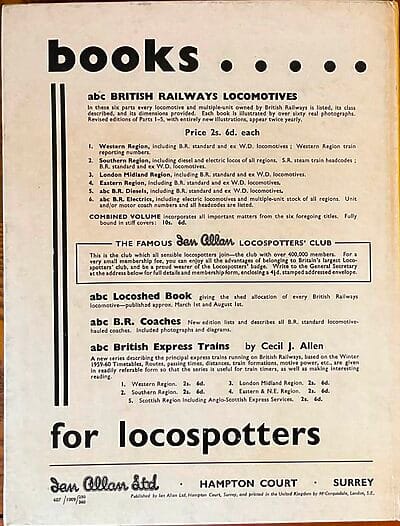 books . . . . .
abc BRITISH RAILWAYS LOCOMOTIVES
In these six parts every locomotive and multiple-unit owned by British Railways is listed, its class
described, and its dimensions provided. Each book is illustrated by over sixty real photographs.
Revised editions of Parts 1–5, with entirely new illustrations, appear twice yearly.
Price 2s. 6d. each
1. Western Region, including B.R. standard and ex W.D. locomotives; Western Region train
reporting numbers.
2. Southern Region, including diesel and electric locos of all regions. S.R. steam train headcodes;
B.R. standard and ex W.D. locomotives.
3. London Midland Region, including B.R. standard and ex W.D. locomotives.
4. Eastern Region, including B.R. standard and ex W.D. locomotives.
5. abc B.R. Diesels, including B.R. standard and ex W.D. locomotives.
6. abc B.R. Electrics, including electric locomotives and multiple-unit stock of all regions. Unit
and/or motor coach numbers and all headcodes are listed.
COMBINED VOLUME incorporates all important matters from the six foregoing titles. Fully
bound in stiff covers: 10s. 6d.
THE FAMOUS Ian Allan LOCOSPOTTERS' CLUB
This is the club which all sensible locospotters join—the club with over 400,000 members. For a
very small membership fee, you can enjoy all the advantages of belonging to Britain's largest Loco-
spotters' club, and be a proud wearer of the Locospotters' badge. Write to the General Secretary
at the address below for full details and membership form, enclosing a 4½d. stamped addressed envelope.
abc Locoshed Book giving the shed allocation of every British Railways
locomotive—published approx. March 1st and August 1st.
abc B.R. Coaches New edition lists and describes all B.R. standard locomotive-
hauled coaches. Included photographs and diagrams.
abc British Express Trains by Cecil J. Allen
A new series describing the principal express trains running on British Railways, based on the Winter
1959-60 Timetables, Routes, passing times, distances, train formations, motive power, etc., are given
in readily referable form so that the series is useful for train timers, as well as making interesting
reading.
1. Western Region. 2s. 6d. 3. London Midland Region. 2s. 6d.
2. Southern Region. 2s. 6d. 4. Eastern & N.E. Region. 2s. 6d.
5. Scottish Region Including Anglo-Scottish Express Services. 2s. 6d.
for locospotters
Ian Allan Ltd · HAMPTON COURT · SURREY
Published by Ian Allan Ltd, Hampton Court, Surrey, and printed in the United Kingdom by McCorquodale, London, S.E.